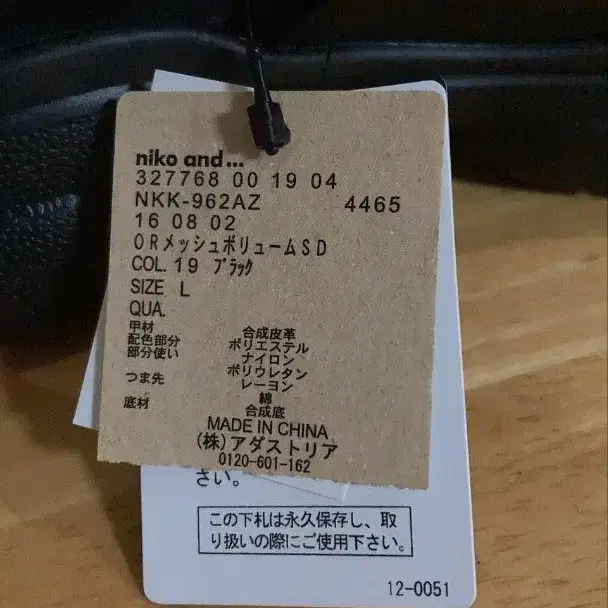 niko and...
327768 00 19 04
NKK-962AZ 4465
16 08 02
ORメッシュボリュームSD
COL. 19 ブラック
SIZE L
QUA.
甲材 合成皮革
配色部分 ポリエステル
部分使い ナイロン
ポリウレタン
つま先 レーヨン
綿
底材 合成底
MADE IN CHINA
(株)アダストリア
0120-601-162
さい。
この下札は永久保存し、取
り扱いの際にご使用下さい。
12-0051